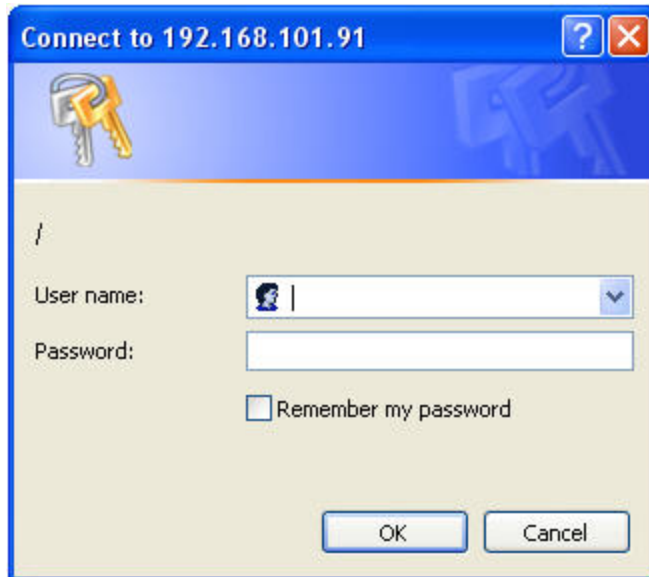 Connect to 192.168.101.91
/
User name:
Password:
Remember my password
OK Cancel